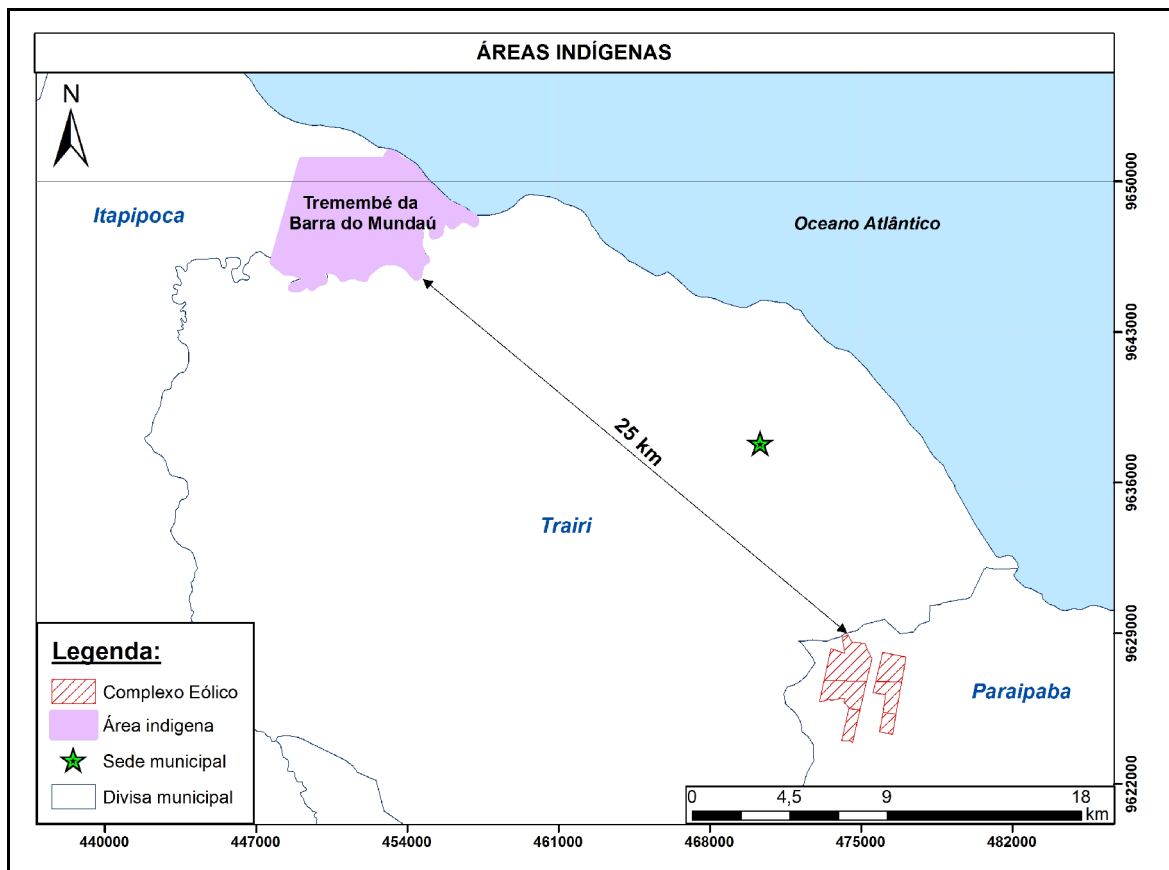 ÁREAS INDÍGENAS
N
Tremembé da
Barra do Mundaú
Itapipoca
Oceano Atlântico
9650000
9643000
25 km
9636000
Trairi
9629000
Paraipaba
9622000
Legenda:
Complexo Eólico
Área indigena
Sede municipal
Divisa municipal
0 4,5 9 18
km
440000 447000 454000 461000 468000 475000 482000